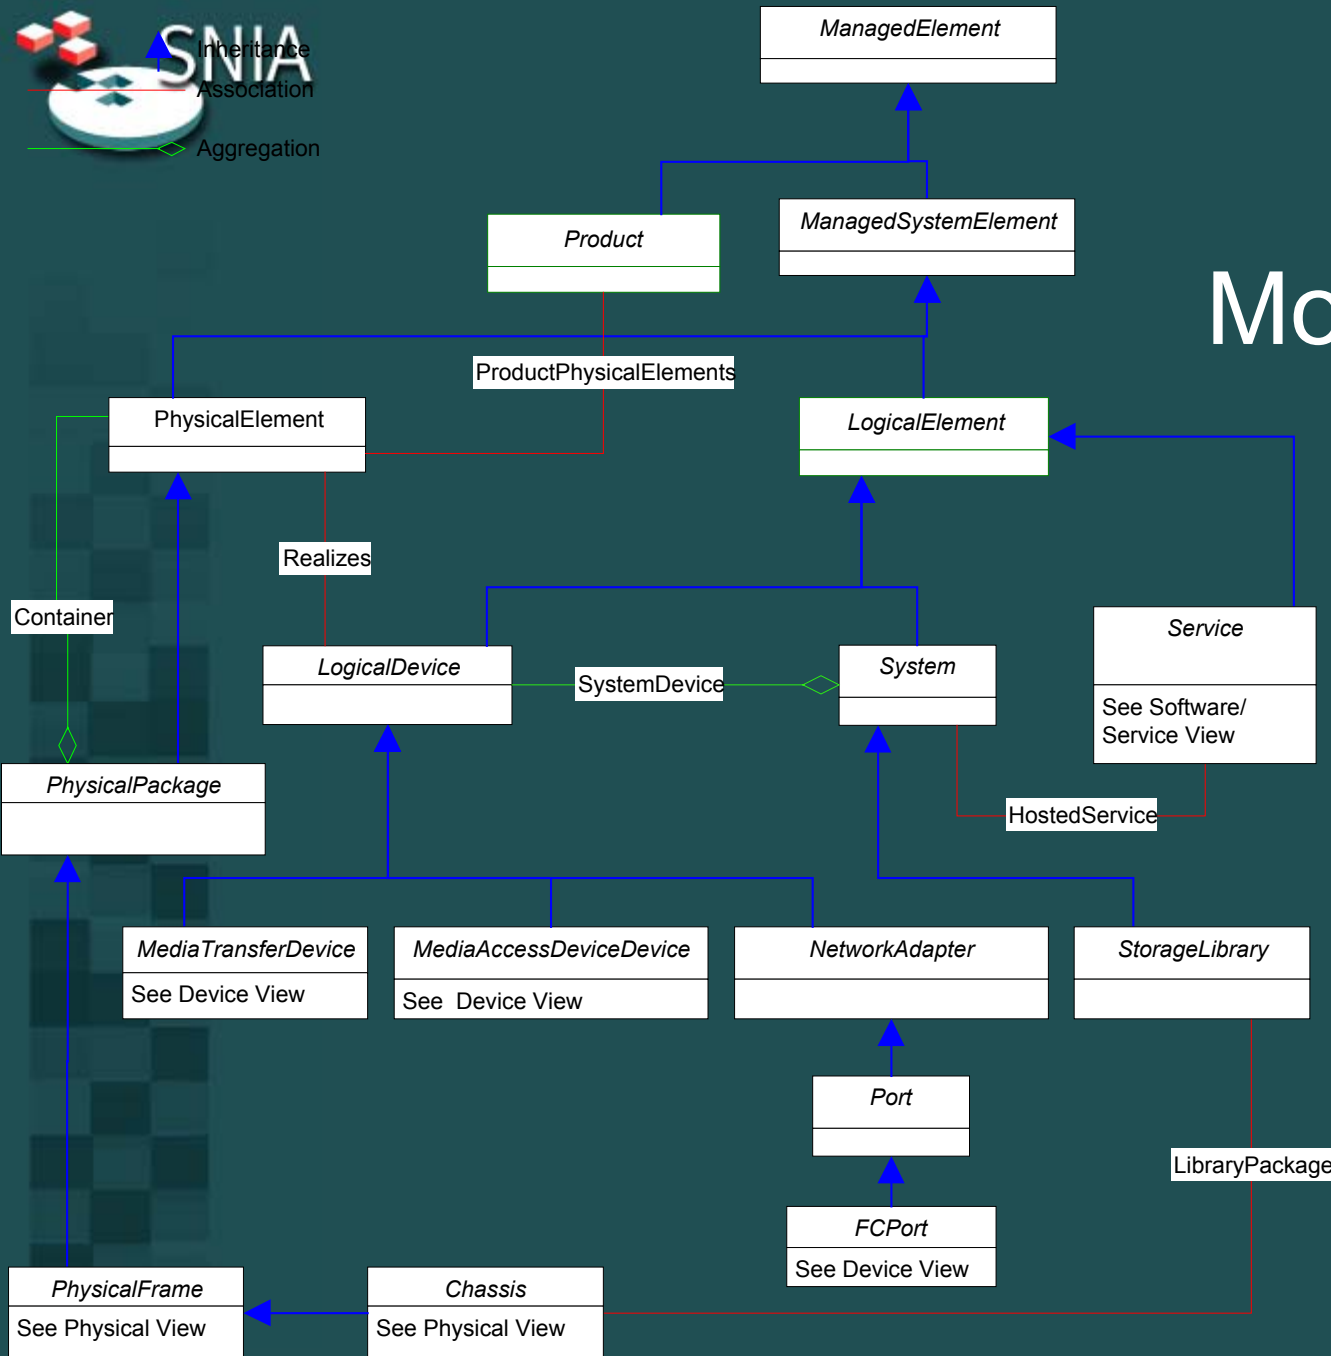 SNIA
Inheritance
Association
Aggregation
ManagedElement
Product
ManagedSystemElement
Mo
ProductPhysicalElements
PhysicalElement
LogicalElement
Realizes
Container
LogicalDevice
SystemDevice
System
Service
See Software/
Service View
PhysicalPackage
HostedService
MediaTransferDevice
See Device View
MediaAccessDeviceDevice
See Device View
NetworkAdapter
StorageLibrary
Port
LibraryPackage
FCPort
See Device View
PhysicalFrame
See Physical View
Chassis
See Physical View